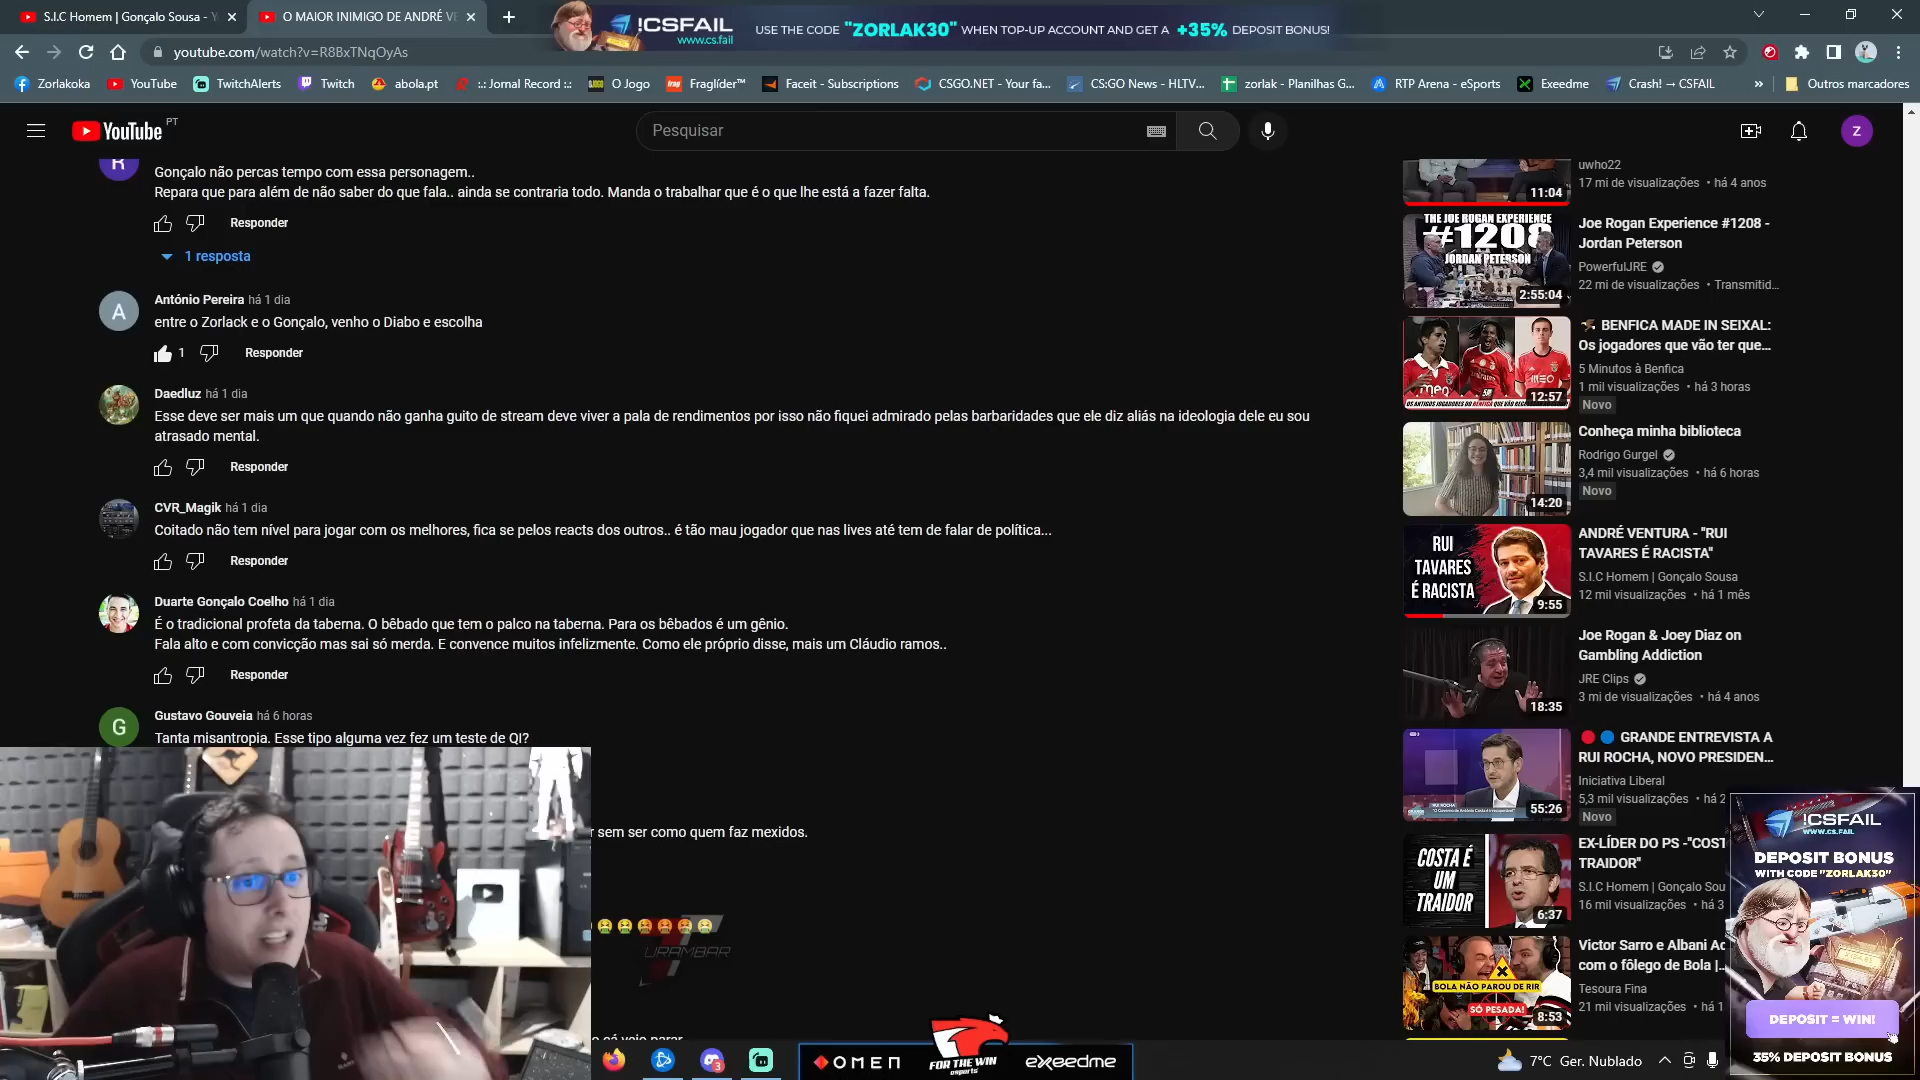 S.I.C Homem | Gonçalo Sousa - Y
O MAIOR INIMIGO DE ANDRÉ VE
!CSFAIL
www.cs.fail
USE THE CODE "ZORLAK30" WHEN TOP-UP ACCOUNT AND GET A +35% DEPOSIT BONUS!
youtube.com/watch?v=R8BxTNqOyAs
Zorlakoka
YouTube
TwitchAlerts
Twitch
abola.pt
::: Jornal Record :::
O Jogo
Fraglíder™
Faceit - Subscriptions
CSGO.NET - Your fa...
CS:GO News - HLTV...
zorlak - Planilhas G...
RTP Arena - eSports
Exeedme
Crash! → CSFAIL
»
Outros marcadores
YouTube PT
Pesquisar
Z
R
Gonçalo não percas tempo com essa personagem..
Repara que para além de não saber do que fala.. ainda se contraria todo. Manda o trabalhar que é o que lhe está a fazer falta.
Responder
1 resposta
A
António Pereira há 1 dia
entre o Zorlack e o Gonçalo, venho o Diabo e escolha
1 Responder
Daedluz há 1 dia
Esse deve ser mais um que quando não ganha guito de stream deve viver a pala de rendimentos por isso não fiquei admirado pelas barbaridades que ele diz aliás na ideologia dele eu sou
atrasado mental.
Responder
CVR_Magik há 1 dia
Coitado não tem nível para jogar com os melhores, fica se pelos reacts dos outros.. é tão mau jogador que nas lives até tem de falar de política...
Responder
Duarte Gonçalo Coelho há 1 dia
É o tradicional profeta da taberna. O bêbado que tem o palco na taberna. Para os bêbados é um gênio.
Fala alto e com convicção mas sai só merda. E convence muitos infelizmente. Como ele próprio disse, mais um Cláudio ramos..
Responder
G
Gustavo Gouveia há 6 horas
Tanta misantropia. Esse tipo alguma vez fez um teste de QI?
r sem ser como quem faz mexidos.
URAMBAR
o cá veio parar
uwho22
17 mi de visualizações • há 4 anos
11:04
THE JOE ROGAN EXPERIENCE
#1208
JORDAN PETERSON
2:55:04
Joe Rogan Experience #1208 -
Jordan Peterson
PowerfulJRE
22 mi de visualizações • Transmitid...
OS ANTIGOS JOGADORES DO BENFICA QUE VÃO
12:57
BENFICA MADE IN SEIXAL:
Os jogadores que vão ter que...
5 Minutos à Benfica
1 mil visualizações • há 3 horas
Novo
14:20
Conheça minha biblioteca
Rodrigo Gurgel
3,4 mil visualizações • há 6 horas
Novo
RUI
TAVARES
É RACISTA
9:55
ANDRÉ VENTURA - "RUI
TAVARES É RACISTA"
S.I.C Homem | Gonçalo Sousa
12 mil visualizações • há 1 mês
18:35
Joe Rogan & Joey Diaz on
Gambling Addiction
JRE Clips
3 mi de visualizações • há 4 anos
RUI ROCHA
55:26
GRANDE ENTREVISTA A
RUI ROCHA, NOVO PRESIDEN...
Iniciativa Liberal
5,3 mil visualizações • há 2
Novo
COSTA É
UM
TRAIDOR
6:37
EX-LÍDER DO PS -"COST
TRAIDOR"
S.I.C Homem | Gonçalo Sou
16 mil visualizações • há 3
BOLA NÃO PAROU DE RIR
SÓ PESADA!
8:53
Victor Sarro e Albani Ac
com o fôlego de Bola |...
Tesoura Fina
21 mil visualizações • há 1
!CSFAIL
WWW.CS.FAIL
DEPOSIT BONUS
WITH CODE "ZORLAK30"
DEPOSIT = WIN!
35% DEPOSIT BONUS
OMEN
FOR THE WIN
esports
exeedme
3
7°C Ger. Nublado